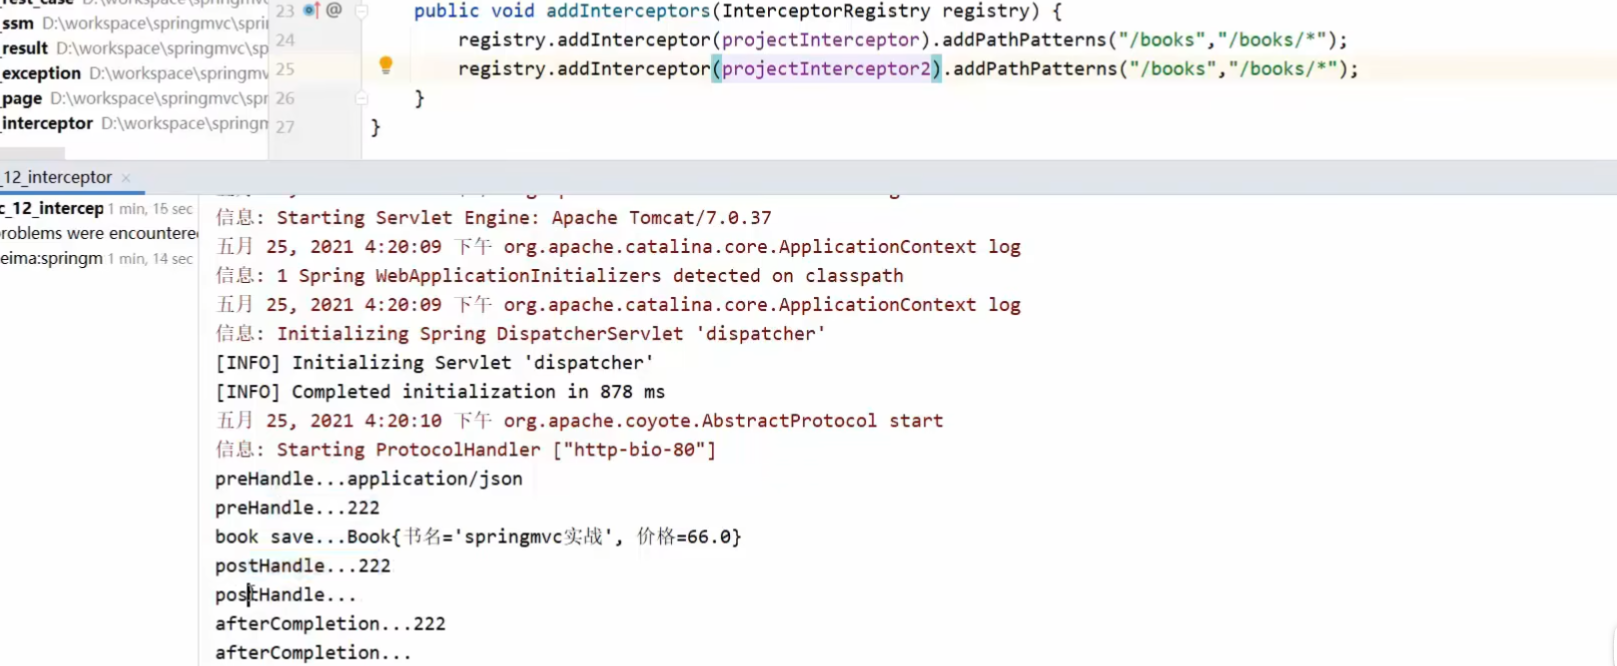 rest_case D:\workspace\springmv
_ssm D:\workspace\springmvc\sp
_result D:\workspace\springmvc\sp
_exception D:\workspace\springmv
_page D:\workspace\springmvc\spr
_interceptor D:\workspace\springm
23 @ public void addInterceptors(InterceptorRegistry registry) {
24 registry.addInterceptor(projectInterceptor).addPathPatterns("/books","/books/*");
25 registry.addInterceptor(projectInterceptor2).addPathPatterns("/books","/books/*");
26 }
27 }
_12_interceptor ×
c_12_intercep 1 min, 15 sec
roblems were encountere
eima:springm 1 min, 14 sec
信息: Starting Servlet Engine: Apache Tomcat/7.0.37
五月 25, 2021 4:20:09 下午 org.apache.catalina.core.ApplicationContext log
信息: 1 Spring WebApplicationInitializers detected on classpath
五月 25, 2021 4:20:09 下午 org.apache.catalina.core.ApplicationContext log
信息: Initializing Spring DispatcherServlet 'dispatcher'
[INFO] Initializing Servlet 'dispatcher'
[INFO] Completed initialization in 878 ms
五月 25, 2021 4:20:10 下午 org.apache.coyote.AbstractProtocol start
信息: Starting ProtocolHandler ["http-bio-80"]
preHandle...application/json
preHandle...222
book save...Book{书名='springmvc实战', 价格=66.0}
postHandle...222
postHandle...
afterCompletion...222
afterCompletion...